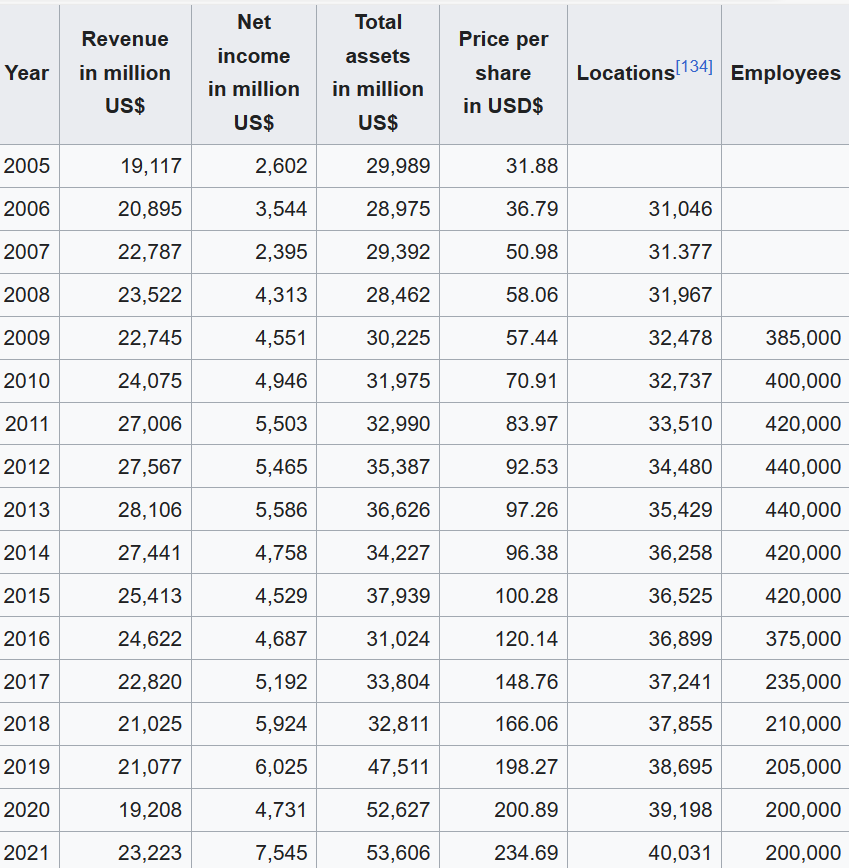 Year Revenue in million US$ Net income in million US$ Total assets in million US$ Price per share in USD$ Locations[134] Employees
2005 19,117 2,602 29,989 31.88
2006 20,895 3,544 28,975 36.79 31,046
2007 22,787 2,395 29,392 50.98 31.377
2008 23,522 4,313 28,462 58.06 31,967
2009 22,745 4,551 30,225 57.44 32,478 385,000
2010 24,075 4,946 31,975 70.91 32,737 400,000
2011 27,006 5,503 32,990 83.97 33,510 420,000
2012 27,567 5,465 35,387 92.53 34,480 440,000
2013 28,106 5,586 36,626 97.26 35,429 440,000
2014 27,441 4,758 34,227 96.38 36,258 420,000
2015 25,413 4,529 37,939 100.28 36,525 420,000
2016 24,622 4,687 31,024 120.14 36,899 375,000
2017 22,820 5,192 33,804 148.76 37,241 235,000
2018 21,025 5,924 32,811 166.06 37,855 210,000
2019 21,077 6,025 47,511 198.27 38,695 205,000
2020 19,208 4,731 52,627 200.89 39,198 200,000
2021 23,223 7,545 53,606 234.69 40,031 200,000